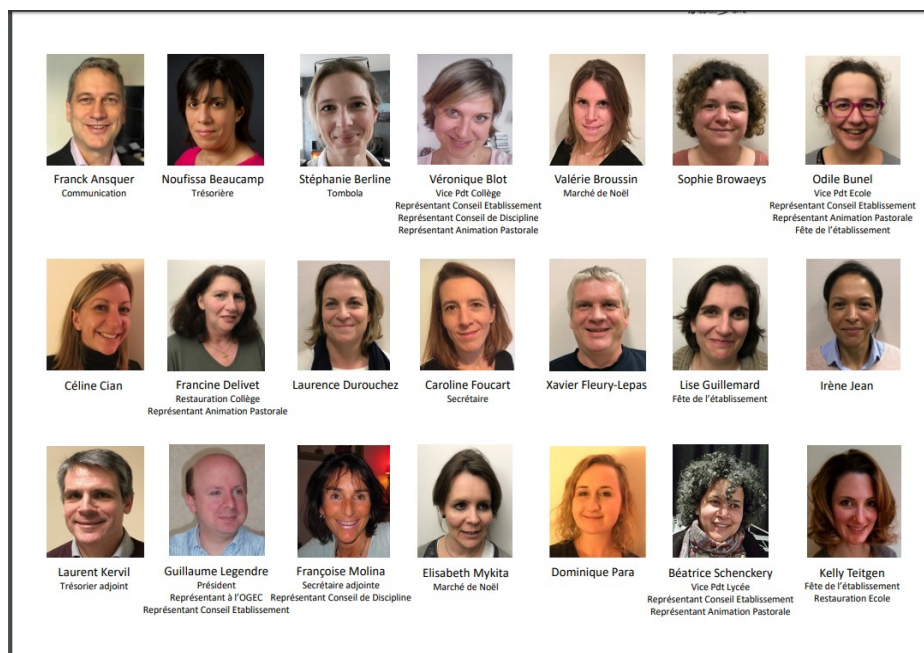 Franck Ansquer
Communication
Noufissa Beaucamp
Trésorière
Stéphanie Berline
Tombola
Véronique Blot
Vice Pdt Collège
Représentant Conseil Etablissement
Représentant Conseil de Discipline
Représentant Animation Pastorale
Valérie Broussin
Marché de Noël
Sophie Browaeys
Odile Bunel
Vice Pdt Ecole
Représentant Conseil Etablissement
Représentant Animation Pastorale
Fête de l'établissement
Céline Cian
Francine Delivet
Restauration Collège
Représentant Animation Pastorale
Laurence Durouchez
Caroline Foucart
Secrétaire
Xavier Fleury-Lepas
Lise Guillemard
Fête de l'établissement
Irène Jean
Laurent Kervil
Trésorier adjoint
Guillaume Legendre
Président
Représentant à l'OGEC
Représentant Conseil Etablissement
Françoise Molina
Secrétaire adjointe
Représentant Conseil de Discipline
Elisabeth Mykita
Marché de Noël
Dominique Para
Béatrice Schenckery
Vice Pdt Lycée
Représentant Conseil Etablissement
Représentant Animation Pastorale
Kelly Teitgen
Fête de l'établissement
Restauration Ecole